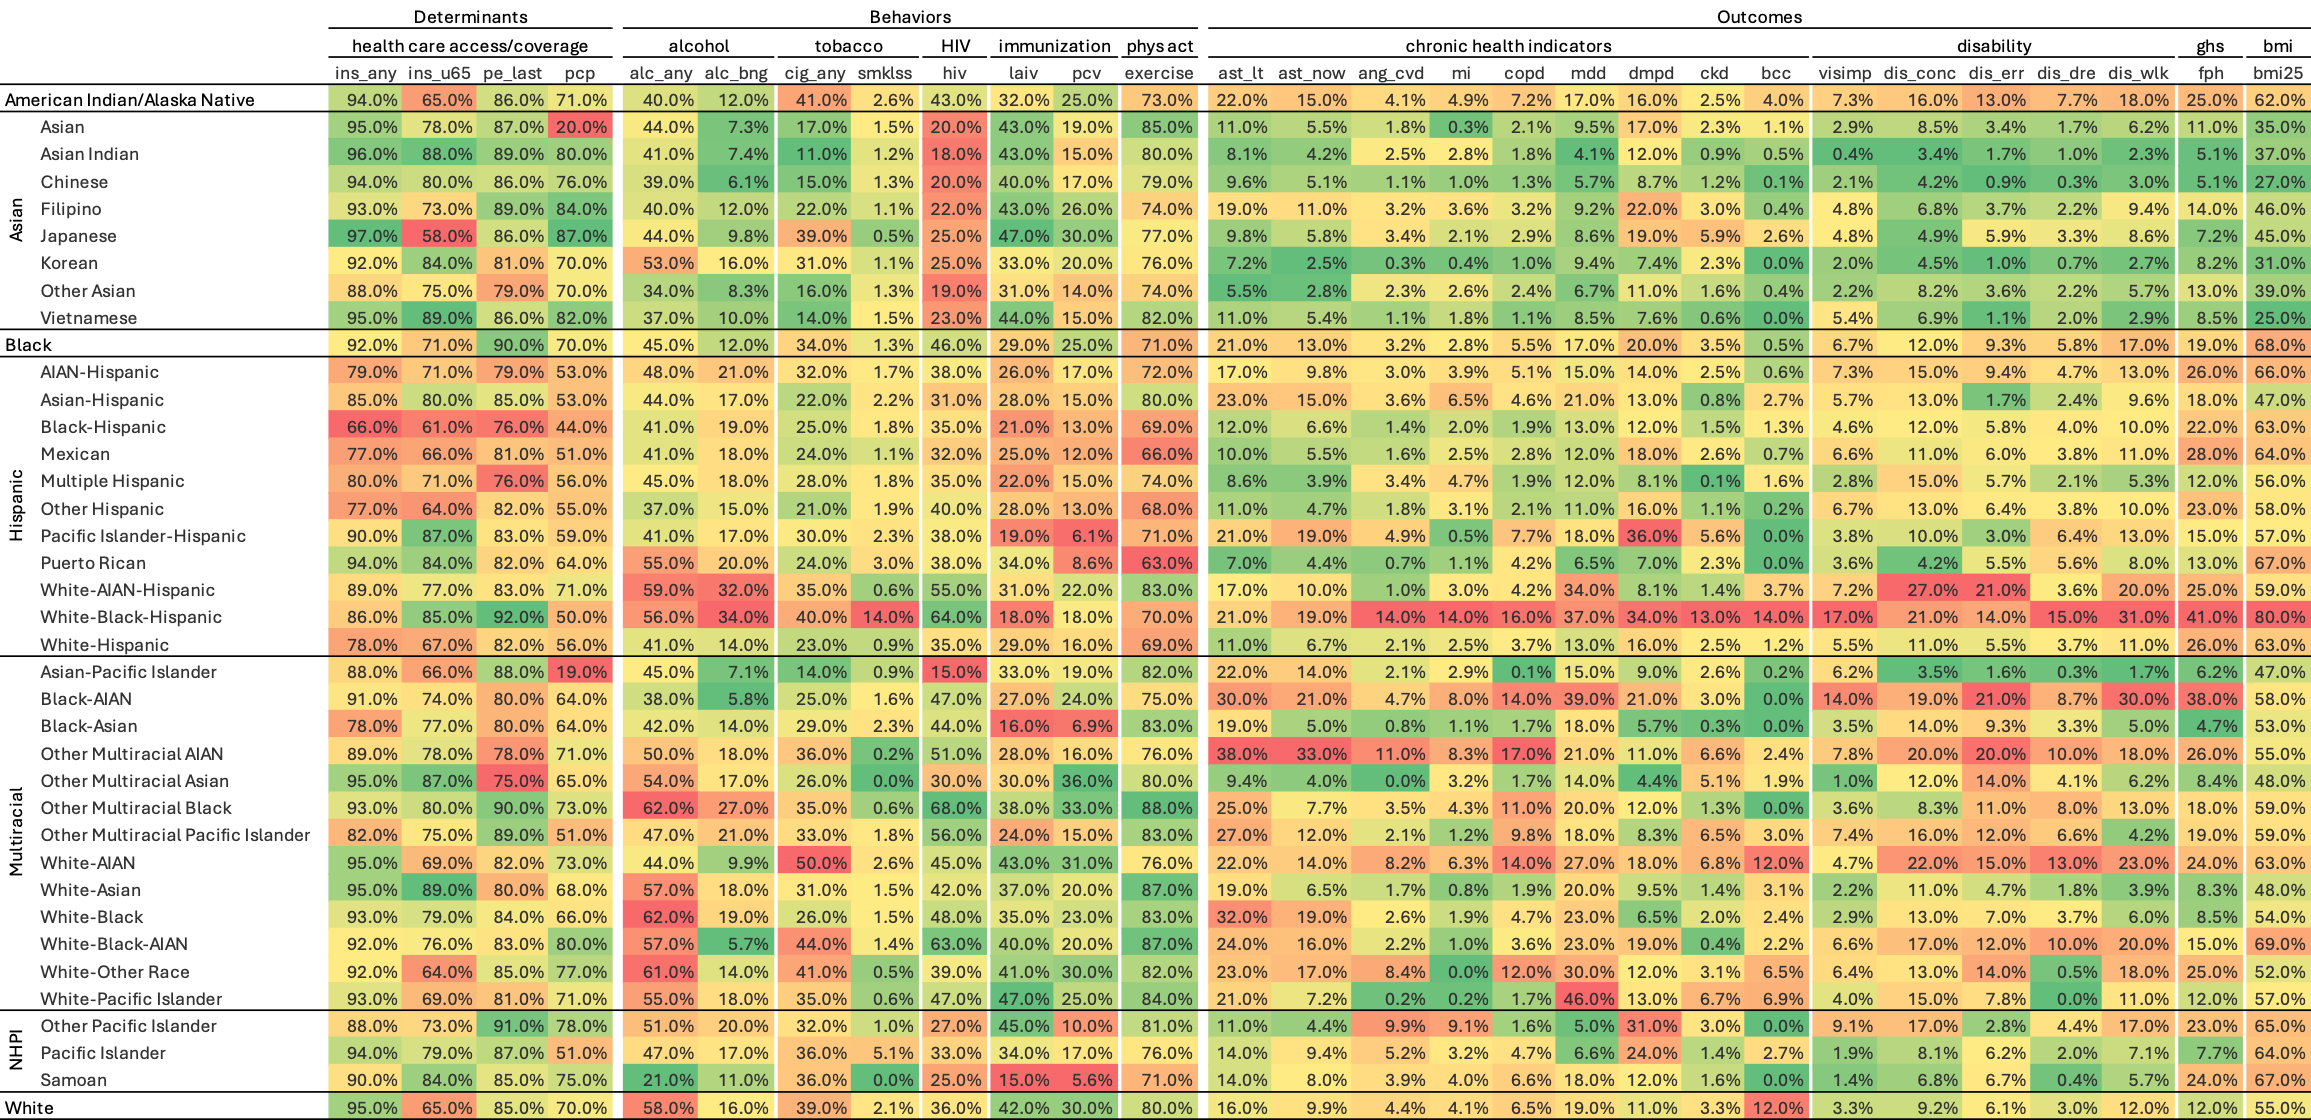 Determinants Behaviors Outcomes
health care access/coverage alcohol tobacco HIV immunization phys act chronic health indicators disability ghs bmi
ins_any ins_u65 pe_last pcp alc_any alc_bng cig_any smklss hiv laiv pcv exercise ast_lt ast_now ang_cvd mi copd mdd dmpd ckd bcc visimp dis_conc dis_err dis_dre dis_wlk fph bmi25
American Indian/Alaska Native 94.0% 65.0% 86.0% 71.0% 40.0% 12.0% 41.0% 2.6% 43.0% 32.0% 25.0% 73.0% 22.0% 15.0% 4.1% 4.9% 7.2% 17.0% 16.0% 2.5% 4.0% 7.3% 16.0% 13.0% 7.7% 18.0% 25.0% 62.0%
Asian
Asian 95.0% 78.0% 87.0% 20.0% 44.0% 7.3% 17.0% 1.5% 20.0% 43.0% 19.0% 85.0% 11.0% 5.5% 1.8% 0.3% 2.1% 9.5% 17.0% 2.3% 1.1% 2.9% 8.5% 3.4% 1.7% 6.2% 11.0% 35.0%
Asian Indian 96.0% 88.0% 89.0% 80.0% 41.0% 7.4% 11.0% 1.2% 18.0% 43.0% 15.0% 80.0% 8.1% 4.2% 2.5% 2.8% 1.8% 4.1% 12.0% 0.9% 0.5% 0.4% 3.4% 1.7% 1.0% 2.3% 5.1% 37.0%
Chinese 94.0% 80.0% 86.0% 76.0% 39.0% 6.1% 15.0% 1.3% 20.0% 40.0% 17.0% 79.0% 9.6% 5.1% 1.1% 1.0% 1.3% 5.7% 8.7% 1.2% 0.1% 2.1% 4.2% 0.9% 0.3% 3.0% 5.1% 27.0%
Filipino 93.0% 73.0% 89.0% 84.0% 40.0% 12.0% 22.0% 1.1% 22.0% 43.0% 26.0% 74.0% 19.0% 11.0% 3.2% 3.6% 3.2% 9.2% 22.0% 3.0% 0.4% 4.8% 6.8% 3.7% 2.2% 9.4% 14.0% 46.0%
Japanese 97.0% 58.0% 86.0% 87.0% 44.0% 9.8% 39.0% 0.5% 25.0% 47.0% 30.0% 77.0% 9.8% 5.8% 3.4% 2.1% 2.9% 8.6% 19.0% 5.9% 2.6% 4.8% 4.9% 5.9% 3.3% 8.6% 7.2% 45.0%
Korean 92.0% 84.0% 81.0% 70.0% 53.0% 16.0% 31.0% 1.1% 25.0% 33.0% 20.0% 76.0% 7.2% 2.5% 0.3% 0.4% 1.0% 9.4% 7.4% 2.3% 0.0% 2.0% 4.5% 1.0% 0.7% 2.7% 8.2% 31.0%
Other Asian 88.0% 75.0% 79.0% 70.0% 34.0% 8.3% 16.0% 1.3% 19.0% 31.0% 14.0% 74.0% 5.5% 2.8% 2.3% 2.6% 2.4% 6.7% 11.0% 1.6% 0.4% 2.2% 8.2% 3.6% 2.2% 5.7% 13.0% 39.0%
Vietnamese 95.0% 89.0% 86.0% 82.0% 37.0% 10.0% 14.0% 1.5% 23.0% 44.0% 15.0% 82.0% 11.0% 5.4% 1.1% 1.8% 1.1% 8.5% 7.6% 0.6% 0.0% 5.4% 6.9% 1.1% 2.0% 2.9% 8.5% 25.0%
Black 92.0% 71.0% 90.0% 70.0% 45.0% 12.0% 34.0% 1.3% 46.0% 29.0% 25.0% 71.0% 21.0% 13.0% 3.2% 2.8% 5.5% 17.0% 20.0% 3.5% 0.5% 6.7% 12.0% 9.3% 5.8% 17.0% 19.0% 68.0%
Hispanic
AIAN-Hispanic 79.0% 71.0% 79.0% 53.0% 48.0% 21.0% 32.0% 1.7% 38.0% 26.0% 17.0% 72.0% 17.0% 9.8% 3.0% 3.9% 5.1% 15.0% 14.0% 2.5% 0.6% 7.3% 15.0% 9.4% 4.7% 13.0% 26.0% 66.0%
Asian-Hispanic 85.0% 80.0% 85.0% 53.0% 44.0% 17.0% 22.0% 2.2% 31.0% 28.0% 15.0% 80.0% 23.0% 15.0% 3.6% 6.5% 4.6% 21.0% 13.0% 0.8% 2.7% 5.7% 13.0% 1.7% 2.4% 9.6% 18.0% 47.0%
Black-Hispanic 66.0% 61.0% 76.0% 44.0% 41.0% 19.0% 25.0% 1.8% 35.0% 21.0% 13.0% 69.0% 12.0% 6.6% 1.4% 2.0% 1.9% 13.0% 12.0% 1.5% 1.3% 4.6% 12.0% 5.8% 4.0% 10.0% 22.0% 63.0%
Mexican 77.0% 66.0% 81.0% 51.0% 41.0% 18.0% 24.0% 1.1% 32.0% 25.0% 12.0% 66.0% 10.0% 5.5% 1.6% 2.5% 2.8% 12.0% 18.0% 2.6% 0.7% 6.6% 11.0% 6.0% 3.8% 11.0% 28.0% 64.0%
Multiple Hispanic 80.0% 71.0% 76.0% 56.0% 45.0% 18.0% 28.0% 1.8% 35.0% 22.0% 15.0% 74.0% 8.6% 3.9% 3.4% 4.7% 1.9% 12.0% 8.1% 0.1% 1.6% 2.8% 15.0% 5.7% 2.1% 5.3% 12.0% 56.0%
Other Hispanic 77.0% 64.0% 82.0% 55.0% 37.0% 15.0% 21.0% 1.9% 40.0% 28.0% 13.0% 68.0% 11.0% 4.7% 1.8% 3.1% 2.1% 11.0% 16.0% 1.1% 0.2% 6.7% 13.0% 6.4% 3.8% 10.0% 23.0% 58.0%
Pacific Islander-Hispanic 90.0% 87.0% 83.0% 59.0% 41.0% 17.0% 30.0% 2.3% 38.0% 19.0% 6.1% 71.0% 21.0% 19.0% 4.9% 0.5% 7.7% 18.0% 36.0% 5.6% 0.0% 3.8% 10.0% 3.0% 6.4% 13.0% 15.0% 57.0%
Puerto Rican 94.0% 84.0% 82.0% 64.0% 55.0% 20.0% 24.0% 3.0% 38.0% 34.0% 8.6% 63.0% 7.0% 4.4% 0.7% 1.1% 4.2% 6.5% 7.0% 2.3% 0.0% 3.6% 4.2% 5.5% 5.6% 8.0% 13.0% 67.0%
White-AIAN-Hispanic 89.0% 77.0% 83.0% 71.0% 59.0% 32.0% 35.0% 0.6% 55.0% 31.0% 22.0% 83.0% 17.0% 10.0% 1.0% 3.0% 4.2% 34.0% 8.1% 1.4% 3.7% 7.2% 27.0% 21.0% 3.6% 20.0% 25.0% 59.0%
White-Black-Hispanic 86.0% 85.0% 92.0% 50.0% 56.0% 34.0% 40.0% 14.0% 64.0% 18.0% 18.0% 70.0% 21.0% 19.0% 14.0% 14.0% 16.0% 37.0% 34.0% 13.0% 14.0% 17.0% 21.0% 14.0% 15.0% 31.0% 41.0% 80.0%
White-Hispanic 78.0% 67.0% 82.0% 56.0% 41.0% 14.0% 23.0% 0.9% 35.0% 29.0% 16.0% 69.0% 11.0% 6.7% 2.1% 2.5% 3.7% 13.0% 16.0% 2.5% 1.2% 5.5% 11.0% 5.5% 3.7% 11.0% 26.0% 63.0%
Multiracial
Asian-Pacific Islander 88.0% 66.0% 88.0% 19.0% 45.0% 7.1% 14.0% 0.9% 15.0% 33.0% 19.0% 82.0% 22.0% 14.0% 2.1% 2.9% 0.1% 15.0% 9.0% 2.6% 0.2% 6.2% 3.5% 1.6% 0.3% 1.7% 6.2% 47.0%
Black-AIAN 91.0% 74.0% 80.0% 64.0% 38.0% 5.8% 25.0% 1.6% 47.0% 27.0% 24.0% 75.0% 30.0% 21.0% 4.7% 8.0% 14.0% 39.0% 21.0% 3.0% 0.0% 14.0% 19.0% 21.0% 8.7% 30.0% 38.0% 58.0%
Black-Asian 78.0% 77.0% 80.0% 64.0% 42.0% 14.0% 29.0% 2.3% 44.0% 16.0% 6.9% 83.0% 19.0% 5.0% 0.8% 1.1% 1.7% 18.0% 5.7% 0.3% 0.0% 3.5% 14.0% 9.3% 3.3% 5.0% 4.7% 53.0%
Other Multiracial AIAN 89.0% 78.0% 78.0% 71.0% 50.0% 18.0% 36.0% 0.2% 51.0% 28.0% 16.0% 76.0% 38.0% 33.0% 11.0% 8.3% 17.0% 21.0% 11.0% 6.6% 2.4% 7.8% 20.0% 20.0% 10.0% 18.0% 26.0% 55.0%
Other Multiracial Asian 95.0% 87.0% 75.0% 65.0% 54.0% 17.0% 26.0% 0.0% 30.0% 30.0% 36.0% 80.0% 9.4% 4.0% 0.0% 3.2% 1.7% 14.0% 4.4% 5.1% 1.9% 1.0% 12.0% 14.0% 4.1% 6.2% 8.4% 48.0%
Other Multiracial Black 93.0% 80.0% 90.0% 73.0% 62.0% 27.0% 35.0% 0.6% 68.0% 38.0% 33.0% 88.0% 25.0% 7.7% 3.5% 4.3% 11.0% 20.0% 12.0% 1.3% 0.0% 3.6% 8.3% 11.0% 8.0% 13.0% 18.0% 59.0%
Other Multiracial Pacific Islander 82.0% 75.0% 89.0% 51.0% 47.0% 21.0% 33.0% 1.8% 56.0% 24.0% 15.0% 83.0% 27.0% 12.0% 2.1% 1.2% 9.8% 18.0% 8.3% 6.5% 3.0% 7.4% 16.0% 12.0% 6.6% 4.2% 19.0% 59.0%
White-AIAN 95.0% 69.0% 82.0% 73.0% 44.0% 9.9% 50.0% 2.6% 45.0% 43.0% 31.0% 76.0% 22.0% 14.0% 8.2% 6.3% 14.0% 27.0% 18.0% 6.8% 12.0% 4.7% 22.0% 15.0% 13.0% 23.0% 24.0% 63.0%
White-Asian 95.0% 89.0% 80.0% 68.0% 57.0% 18.0% 31.0% 1.5% 42.0% 37.0% 20.0% 87.0% 19.0% 6.5% 1.7% 0.8% 1.9% 20.0% 9.5% 1.4% 3.1% 2.2% 11.0% 4.7% 1.8% 3.9% 8.3% 48.0%
White-Black 93.0% 79.0% 84.0% 66.0% 62.0% 19.0% 26.0% 1.5% 48.0% 35.0% 23.0% 83.0% 32.0% 19.0% 2.6% 1.9% 4.7% 23.0% 6.5% 2.0% 2.4% 2.9% 13.0% 7.0% 3.7% 6.0% 8.5% 54.0%
White-Black-AIAN 92.0% 76.0% 83.0% 80.0% 57.0% 5.7% 44.0% 1.4% 63.0% 40.0% 20.0% 87.0% 24.0% 16.0% 2.2% 1.0% 3.6% 23.0% 19.0% 0.4% 2.2% 6.6% 17.0% 12.0% 10.0% 20.0% 15.0% 69.0%
White-Other Race 92.0% 64.0% 85.0% 77.0% 61.0% 14.0% 41.0% 0.5% 39.0% 41.0% 30.0% 82.0% 23.0% 17.0% 8.4% 0.0% 12.0% 30.0% 12.0% 3.1% 6.5% 6.4% 13.0% 14.0% 0.5% 18.0% 25.0% 52.0%
White-Pacific Islander 93.0% 69.0% 81.0% 71.0% 55.0% 18.0% 35.0% 0.6% 47.0% 47.0% 25.0% 84.0% 21.0% 7.2% 0.2% 0.2% 1.7% 46.0% 13.0% 6.7% 6.9% 4.0% 15.0% 7.8% 0.0% 11.0% 12.0% 57.0%
NHPI
Other Pacific Islander 88.0% 73.0% 91.0% 78.0% 51.0% 20.0% 32.0% 1.0% 27.0% 45.0% 10.0% 81.0% 11.0% 4.4% 9.9% 9.1% 1.6% 5.0% 31.0% 3.0% 0.0% 9.1% 17.0% 2.8% 4.4% 17.0% 23.0% 65.0%
Pacific Islander 94.0% 79.0% 87.0% 51.0% 47.0% 17.0% 36.0% 5.1% 33.0% 34.0% 17.0% 76.0% 14.0% 9.4% 5.2% 3.2% 4.7% 6.6% 24.0% 1.4% 2.7% 1.9% 8.1% 6.2% 2.0% 7.1% 7.7% 64.0%
Samoan 90.0% 84.0% 85.0% 75.0% 21.0% 11.0% 36.0% 0.0% 25.0% 15.0% 5.6% 71.0% 14.0% 8.0% 3.9% 4.0% 6.6% 18.0% 12.0% 1.6% 0.0% 1.4% 6.8% 6.7% 0.4% 5.7% 24.0% 67.0%
White 95.0% 65.0% 85.0% 70.0% 58.0% 16.0% 39.0% 2.1% 36.0% 42.0% 30.0% 80.0% 16.0% 9.9% 4.4% 4.1% 6.5% 19.0% 11.0% 3.3% 12.0% 3.3% 9.2% 6.1% 3.0% 12.0% 12.0% 55.0%